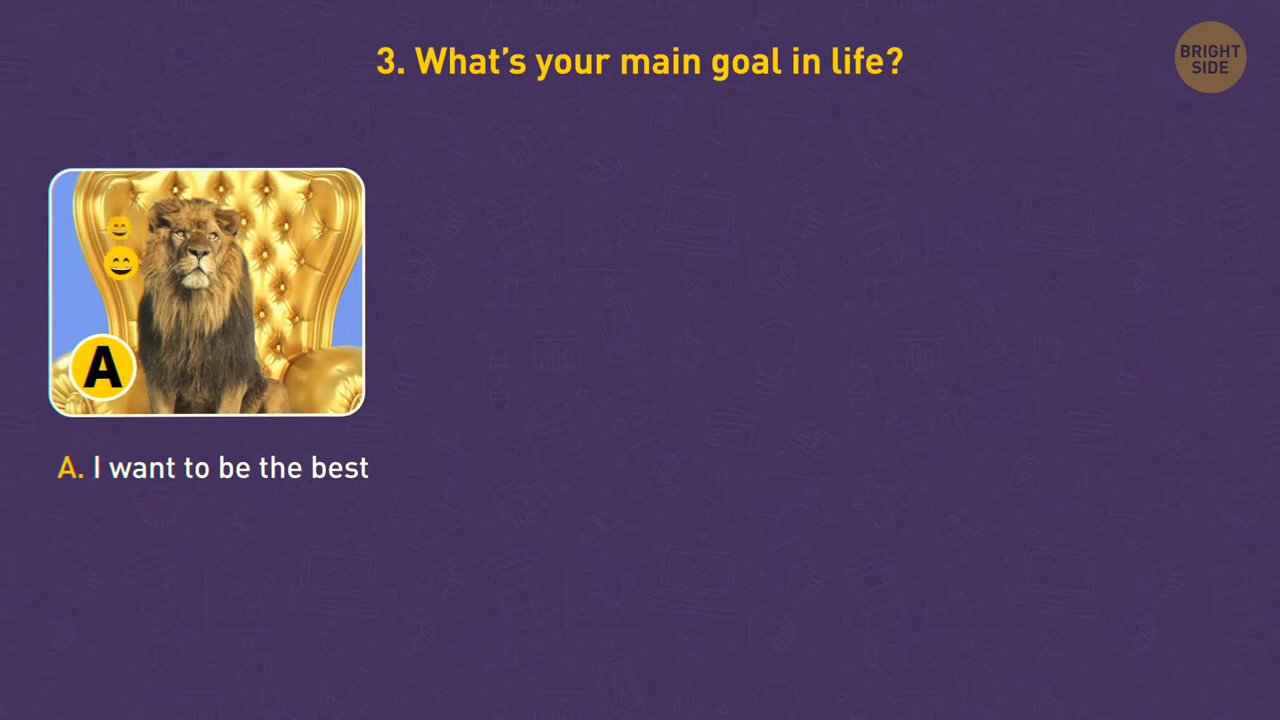 3. What's your main goal in life?
BRIGHT
SIDE
A
A. I want to be the best